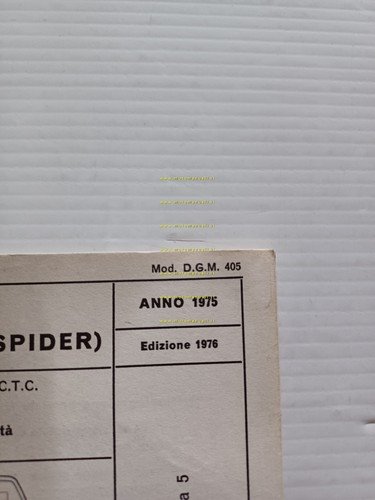 Mod. D.G.M. 405
ANNO 1975
SPIDER)
Edizione 1976
C.T.C.
tà
a 5